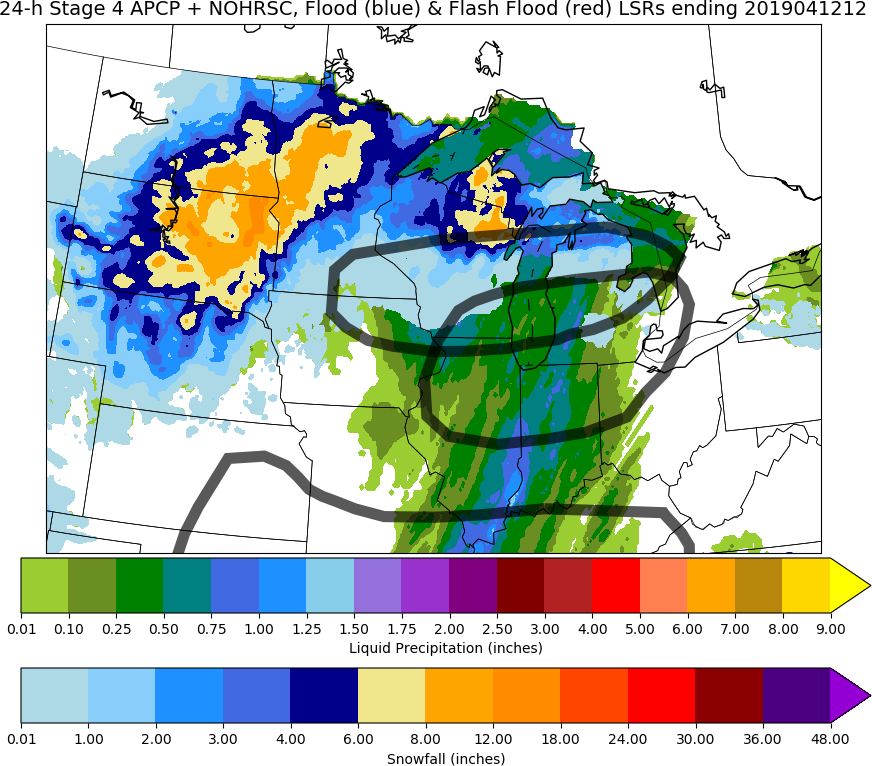 24-h Stage 4 APCP + NOHRSC, Flood (blue) & Flash Flood (red) LSRs ending 2019041212
0.01 0.10 0.25 0.50 0.75 1.00 1.25 1.50 1.75 2.00 2.50 3.00 4.00 5.00 6.00 7.00 8.00 9.00
Liquid Precipitation (inches)
0.01 1.00 2.00 3.00 4.00 6.00 8.00 12.00 18.00 24.00 30.00 36.00 48.00
Snowfall (inches)